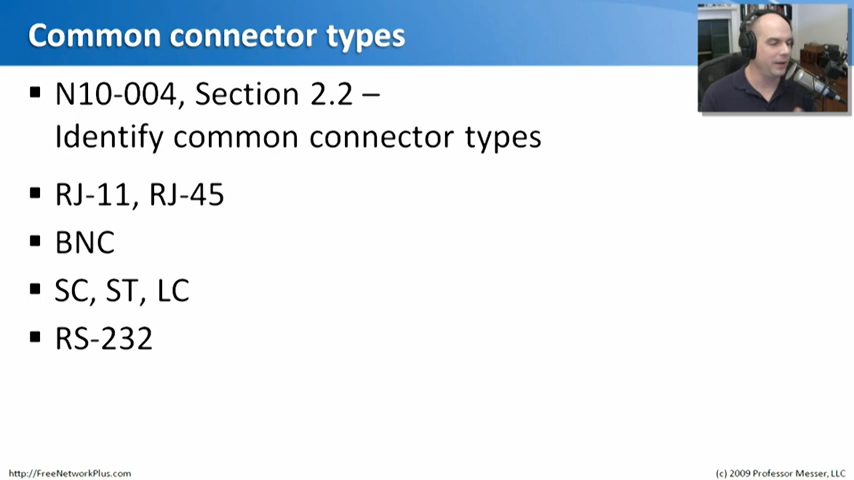 Common connector types
N10-004, Section 2.2 –
Identify common connector types
RJ-11, RJ-45
BNC
SC, ST, LC
RS-232
http://FreeNetworkPlus.com
(c) 2009 Professor Messer, LLC